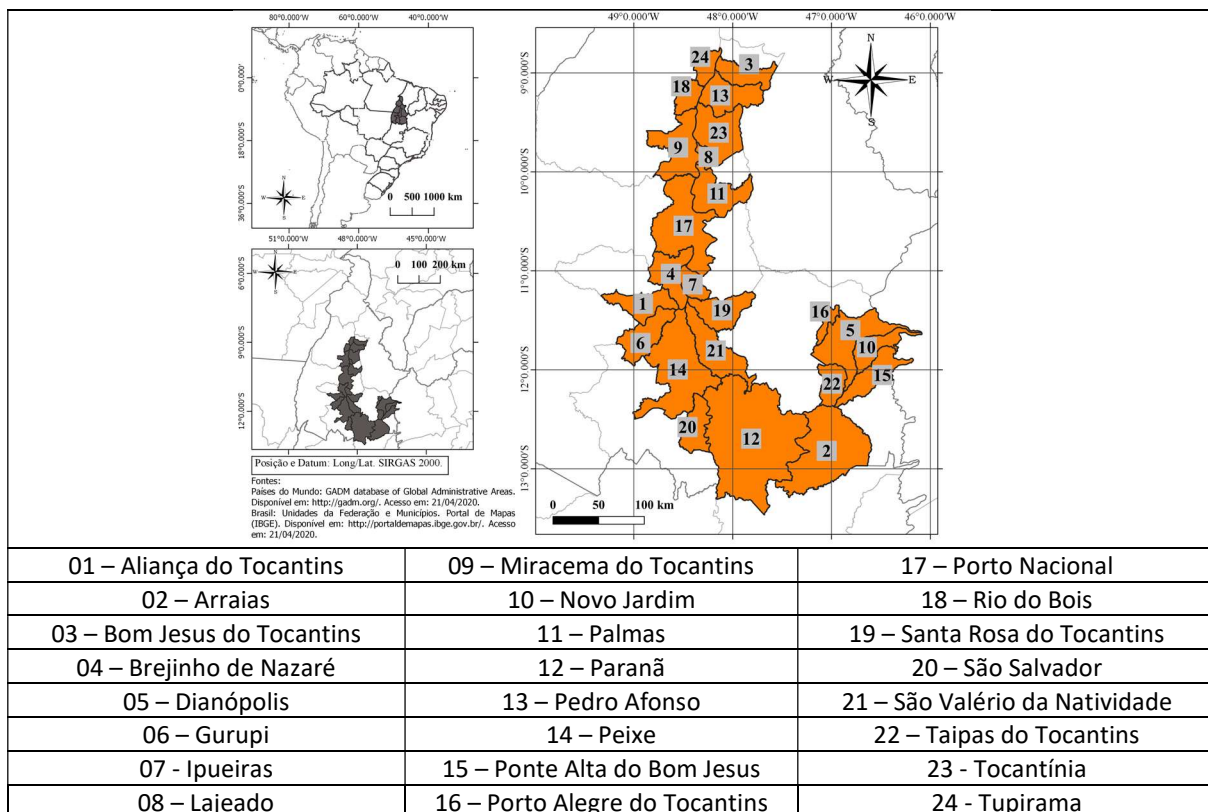 80°0.000'W 60°0.000'W 40°0.000'W
0°0.000'
18°0.000'S
36°0.000'S
N
W E
S
0 500 1000 km
51°0.000'W 48°0.000'W 45°0.000'W
6°0.000'S
9°0.000'S
12°0.000'S
N
W E
S
0 100 200 km
Posição e Datum: Long/Lat. SIRGAS 2000.
Fontes:
Países do Mundo: GADM database of Global Administrative Areas.
Disponível em: http://gadm.org/. Acesso em: 21/04/2020.
Brasil: Unidades da Federação e Municípios. Portal de Mapas
(IBGE). Disponível em: http://portaldemapas.ibge.gov.br/. Acesso
em: 21/04/2020.
49°0.000'W 48°0.000'W 47°0.000'W 46°0.000'W
9°0.000'S
10°0.000'S
11°0.000'S
12°0.000'S
13°0.000'S
N
W E
S
24 3
18 13
23
9 8
11
17
4 7
1 19 16
5
6 21 10
14 15
22
20 12 2
0 50 100 km
01 – Aliança do Tocantins 09 – Miracema do Tocantins 17 – Porto Nacional
02 – Arraias 10 – Novo Jardim 18 – Rio do Bois
03 – Bom Jesus do Tocantins 11 – Palmas 19 – Santa Rosa do Tocantins
04 – Brejinho de Nazaré 12 – Paranã 20 – São Salvador
05 – Dianópolis 13 – Pedro Afonso 21 – São Valério da Natividade
06 – Gurupi 14 – Peixe 22 – Taipas do Tocantins
07 - Ipueiras 15 – Ponte Alta do Bom Jesus 23 - Tocantínia
08 – Lajeado 16 – Porto Alegre do Tocantins 24 - Tupirama